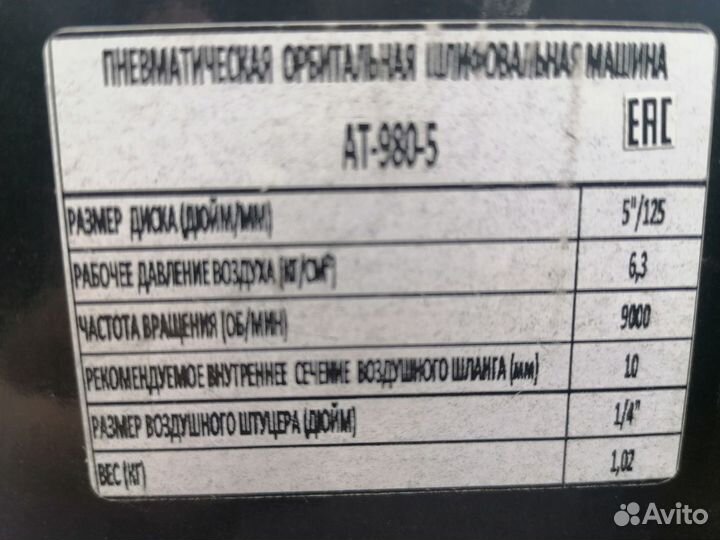 ПНЕВМАТИЧЕСКАЯ ОРБИТАЛЬНАЯ ШЛИФОВАЛЬНАЯ МАШИНА
АТ-980-5
ЕАС
РАЗМЕР ДИСКА (ДЮЙМ/ММ) 5"/125
РАБОЧЕЕ ДАВЛЕНИЕ ВОЗДУХА (КГ/СМ²) 6,3
ЧАСТОТА ВРАЩЕНИЯ (ОБ/МИН) 9000
РЕКОМЕНДУЕМОЕ ВНУТРЕННЕЕ СЕЧЕНИЕ ВОЗДУШНОГО ШЛАНГА (мм) 10
РАЗМЕР ВОЗДУШНОГО ШТУЦЕРА (ДЮЙМ) 1/4"
ВЕС (КГ) 1,02
Avito